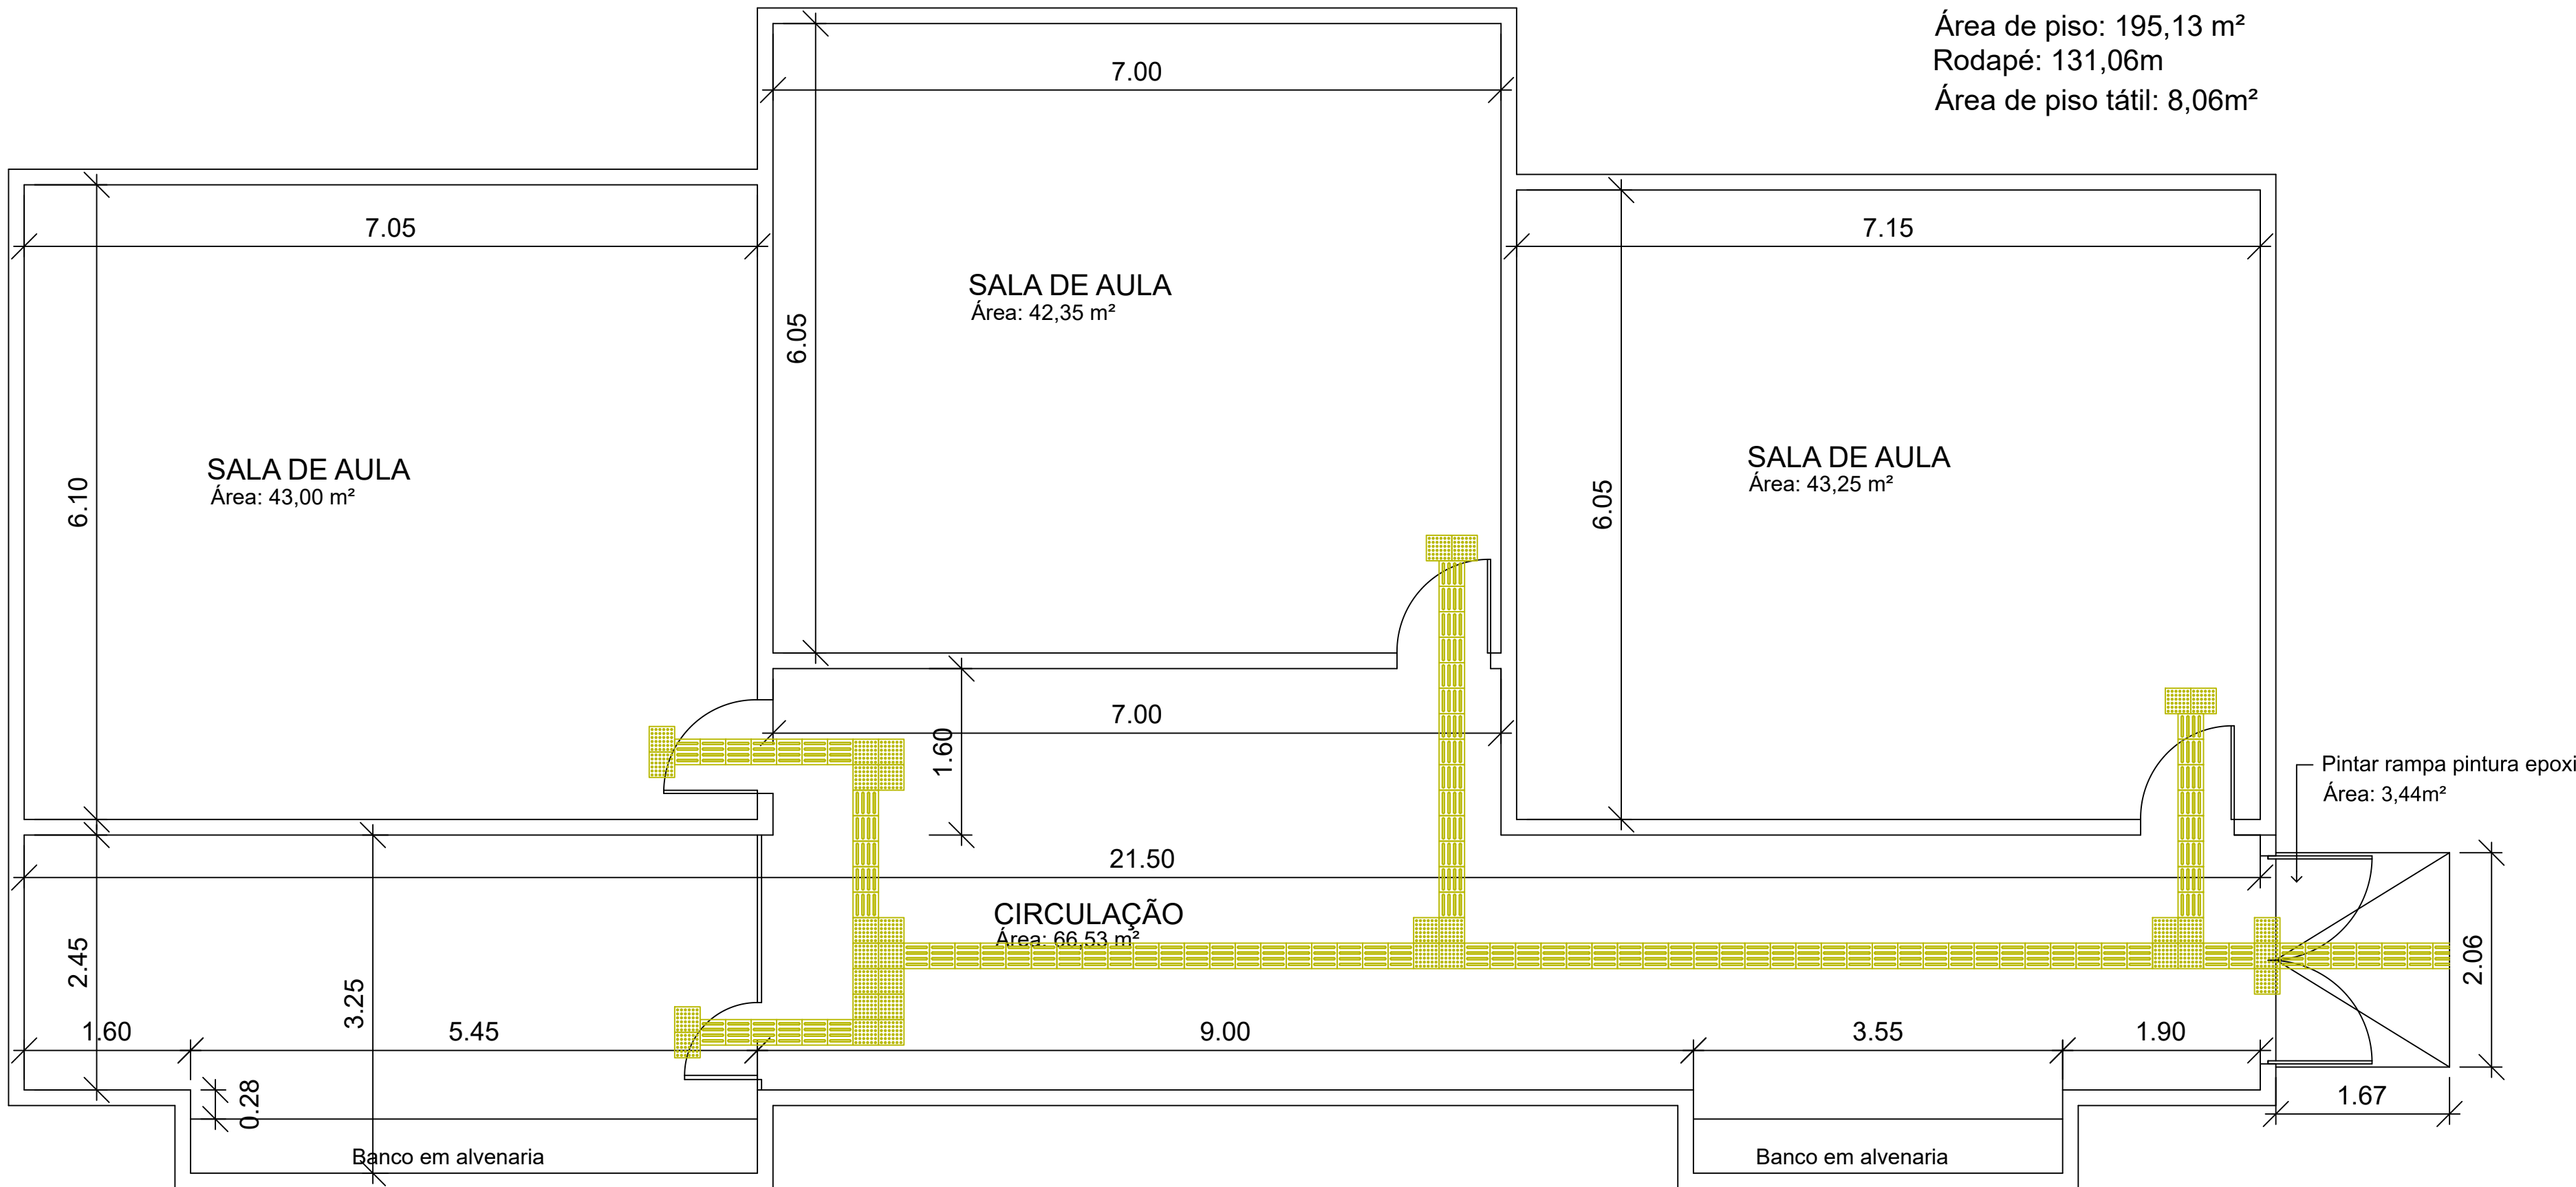 Área de piso: 195,13 m²
Rodapé: 131,06m
Área de piso tátil: 8,06m²
7.00
7.05
7.15
SALA DE AULA
Área: 42,35 m²
6.05
SALA DE AULA
Área: 43,00 m²
6.10
SALA DE AULA
Área: 43,25 m²
6.05
7.00
1.60
Pintar rampa pintura epoxi
Área: 3,44m²
21.50
CIRCULAÇÃO
Área: 66,53 m²
2.45
3.25
2.06
1.60
5.45
9.00
3.55
1.90
0.28
1.67
Banco em alvenaria
Banco em alvenaria